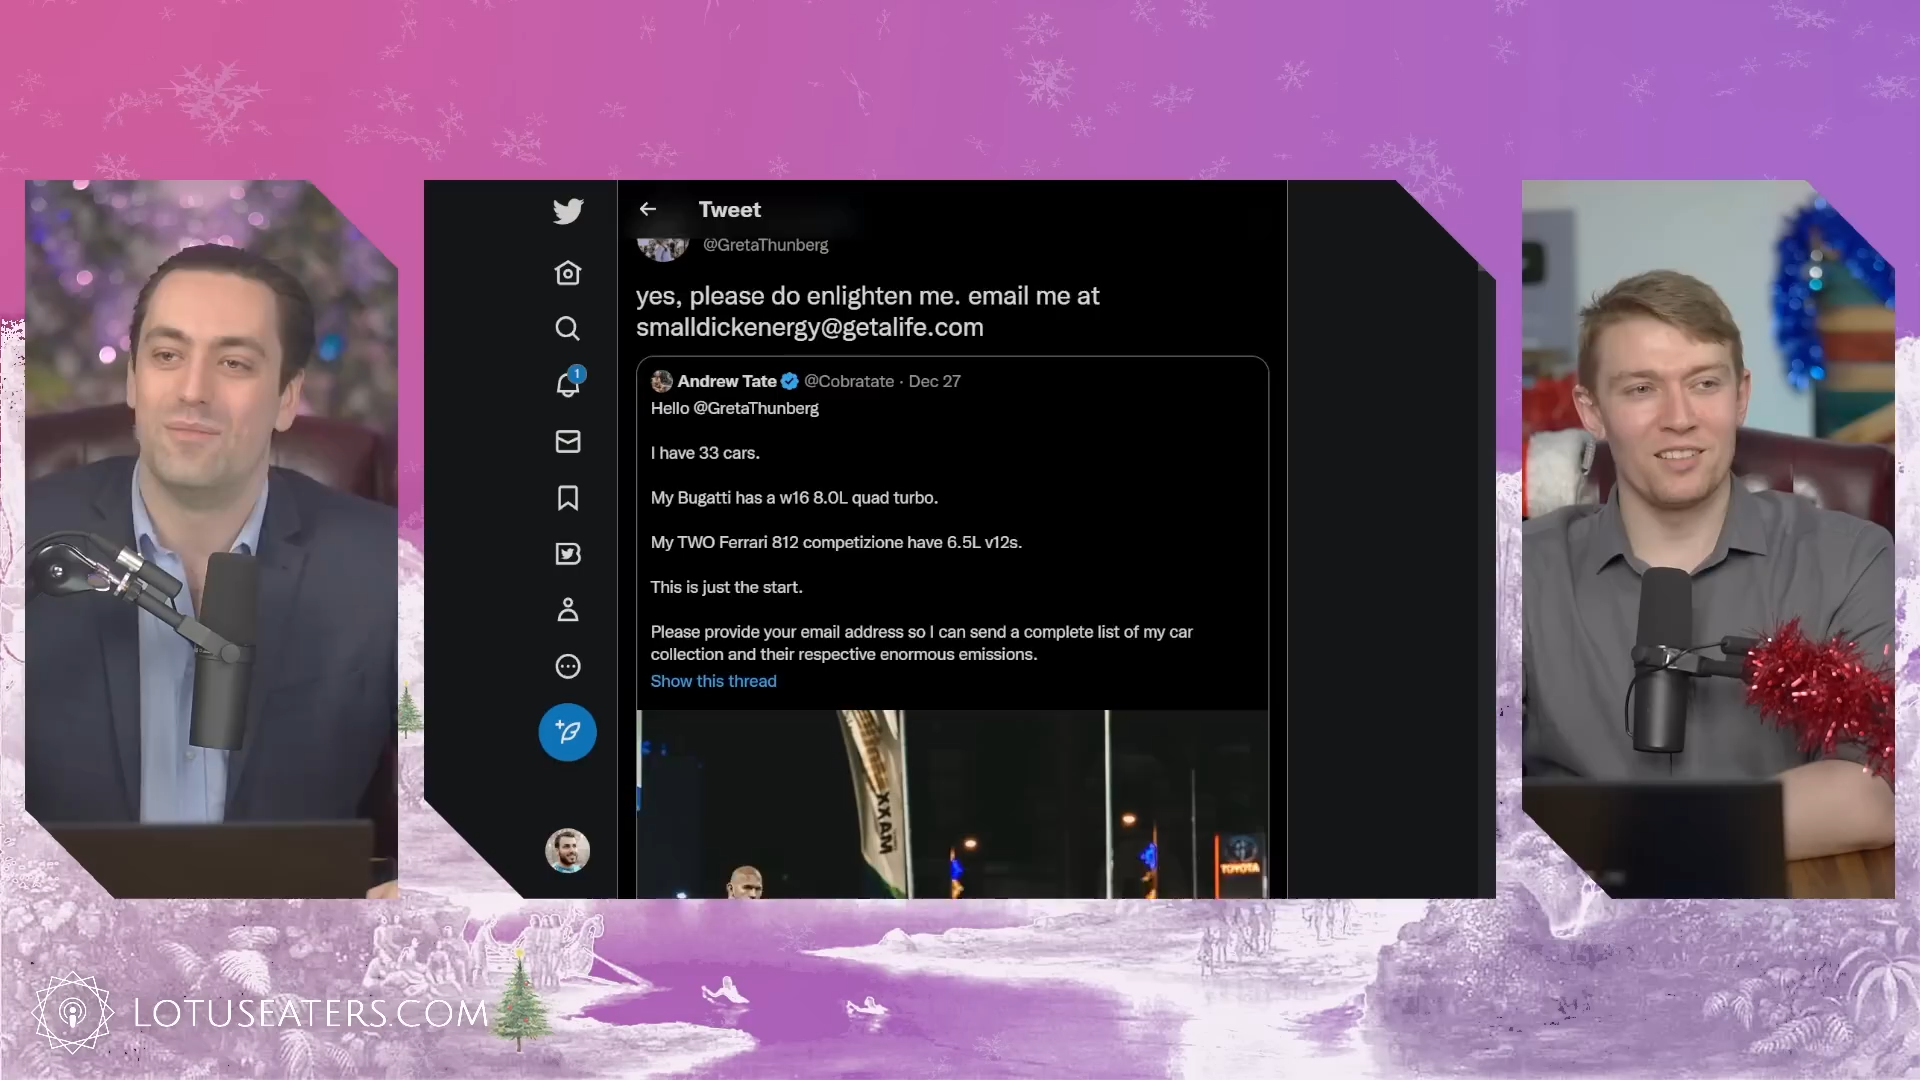 Tweet
@GretaThunberg
yes, please do enlighten me. email me at
smalldickenergy@getalife.com
1
Andrew Tate @Cobratate · Dec 27
Hello @GretaThunberg
I have 33 cars.
My Bugatti has a w16 8.0L quad turbo.
My TWO Ferrari 812 competizione have 6.5L v12s.
This is just the start.
Please provide your email address so I can send a complete list of my car
collection and their respective enormous emissions.
Show this thread
MAXX
TOYOTA
LOTUSEATERS.COM